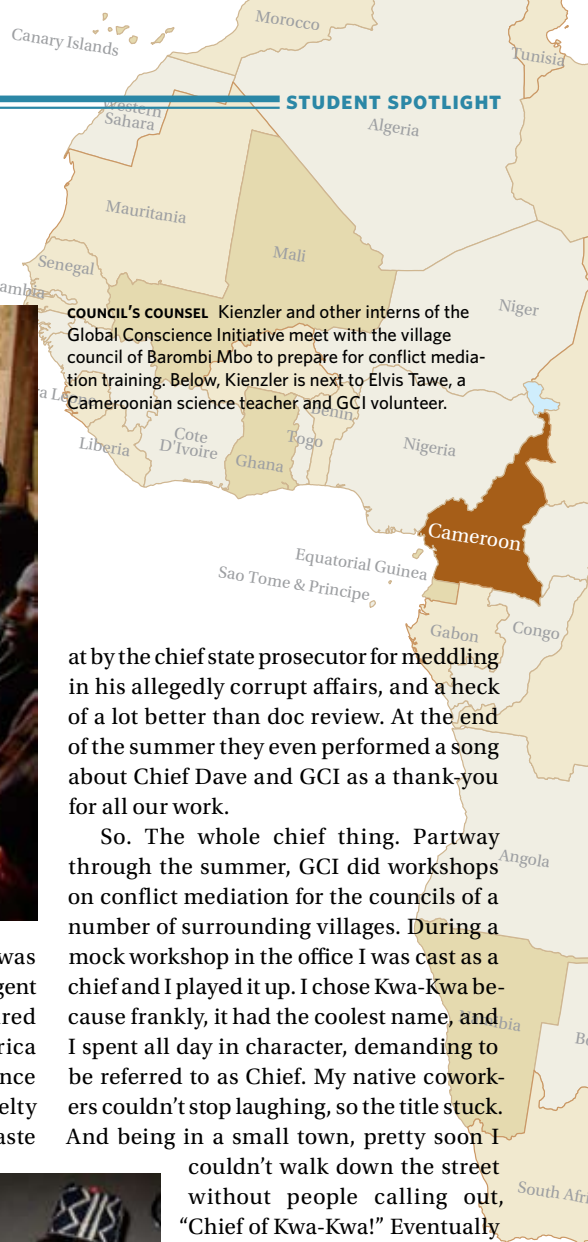 Canary Islands
Morocco
Tunisia
STUDENT SPOTLIGHT
Western
Sahara
Algeria
Mauritania
Mali
Senegal
Niger
COUNCIL'S COUNSEL Kienzler and other interns of the
Global Conscience Initiative meet with the village
council of Barombi Mbo to prepare for conflict media-
tion training. Below, Kienzler is next to Elvis Tawe, a
Cameroonian science teacher and GCI volunteer.
Benin
Liberia
Cote
D'Ivoire
Ghana
Togo
Nigeria
Cameroon
Equatorial Guinea
Sao Tome & Principe
Gabon
Congo
at by the chief state prosecutor for meddling
in his allegedly corrupt affairs, and a heck
of a lot better than doc review. At the end
of the summer they even performed a song
about Chief Dave and GCI as a thank-you
for all our work.
So. The whole chief thing. Partway
through the summer, GCI did workshops
on conflict mediation for the councils of a
number of surrounding villages. During a
mock workshop in the office I was cast as a
chief and I played it up. I chose Kwa-Kwa be-
cause frankly, it had the coolest name, and
I spent all day in character, demanding to
be referred to as Chief. My native cowork-
ers couldn't stop laughing, so the title stuck.
And being in a small town, pretty soon I
couldn't walk down the street
without people calling out,
"Chief of Kwa-Kwa!" Eventually
Angola
Namibia
South Afri
was
gent
red
rica
nce
elty
aste